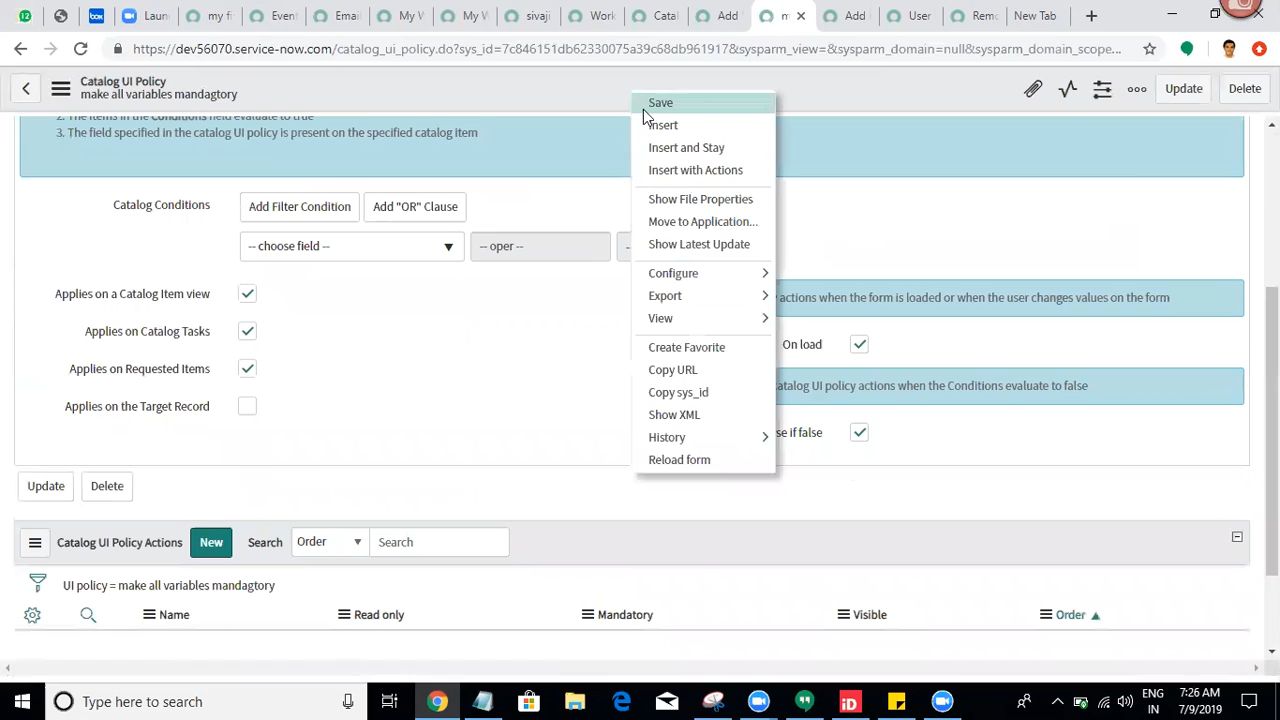 Laun
my fi
Event
Email
My W
My W
sivaji
Work
Catal
Add
m
Add
User
Remo
New Tab
https://dev56070.service-now.com/catalog_ui_policy.do?sys_id=7c846151db62330075a39c68db961917&sysparm_view=&sysparm_domain=null&sysparm_domain_scope...
Catalog UI Policy
make all variables mandagtory
Update
Delete
2. The items in the Conditions field evaluate to true
3. The field specified in the catalog UI policy is present on the specified catalog item
Catalog Conditions
Add Filter Condition
Add "OR" Clause
-- choose field --
-- oper --
--
Applies on a Catalog Item view
Applies on Catalog Tasks
Applies on Requested Items
Applies on the Target Record
y actions when the form is loaded or when the user changes values on the form
On load
atalog UI policy actions when the Conditions evaluate to false
se if false
Save
Insert
Insert and Stay
Insert with Actions
Show File Properties
Move to Application...
Show Latest Update
Configure
Export
View
Create Favorite
Copy URL
Copy sys_id
Show XML
History
Reload form
Update
Delete
Catalog UI Policy Actions
New
Search
Order
Search
UI policy = make all variables mandagtory
Name
Read only
Mandatory
Visible
Order
Type here to search
ENG
IN
7:26 AM
7/9/2019